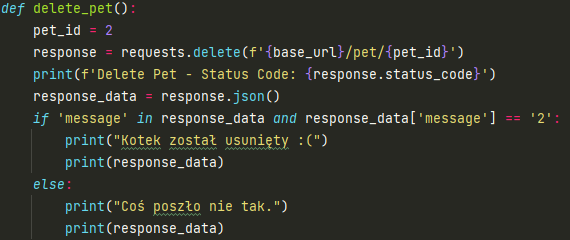 def delete_pet():
    pet_id = 2
    response = requests.delete(f'{base_url}/pet/{pet_id}')
    print(f'Delete Pet - Status Code: {response.status_code}')
    response_data = response.json()
    if 'message' in response_data and response_data['message'] == '2':
        print("Kotek został usunięty :(")
        print(response_data)
    else:
        print("Coś poszło nie tak.")
        print(response_data)